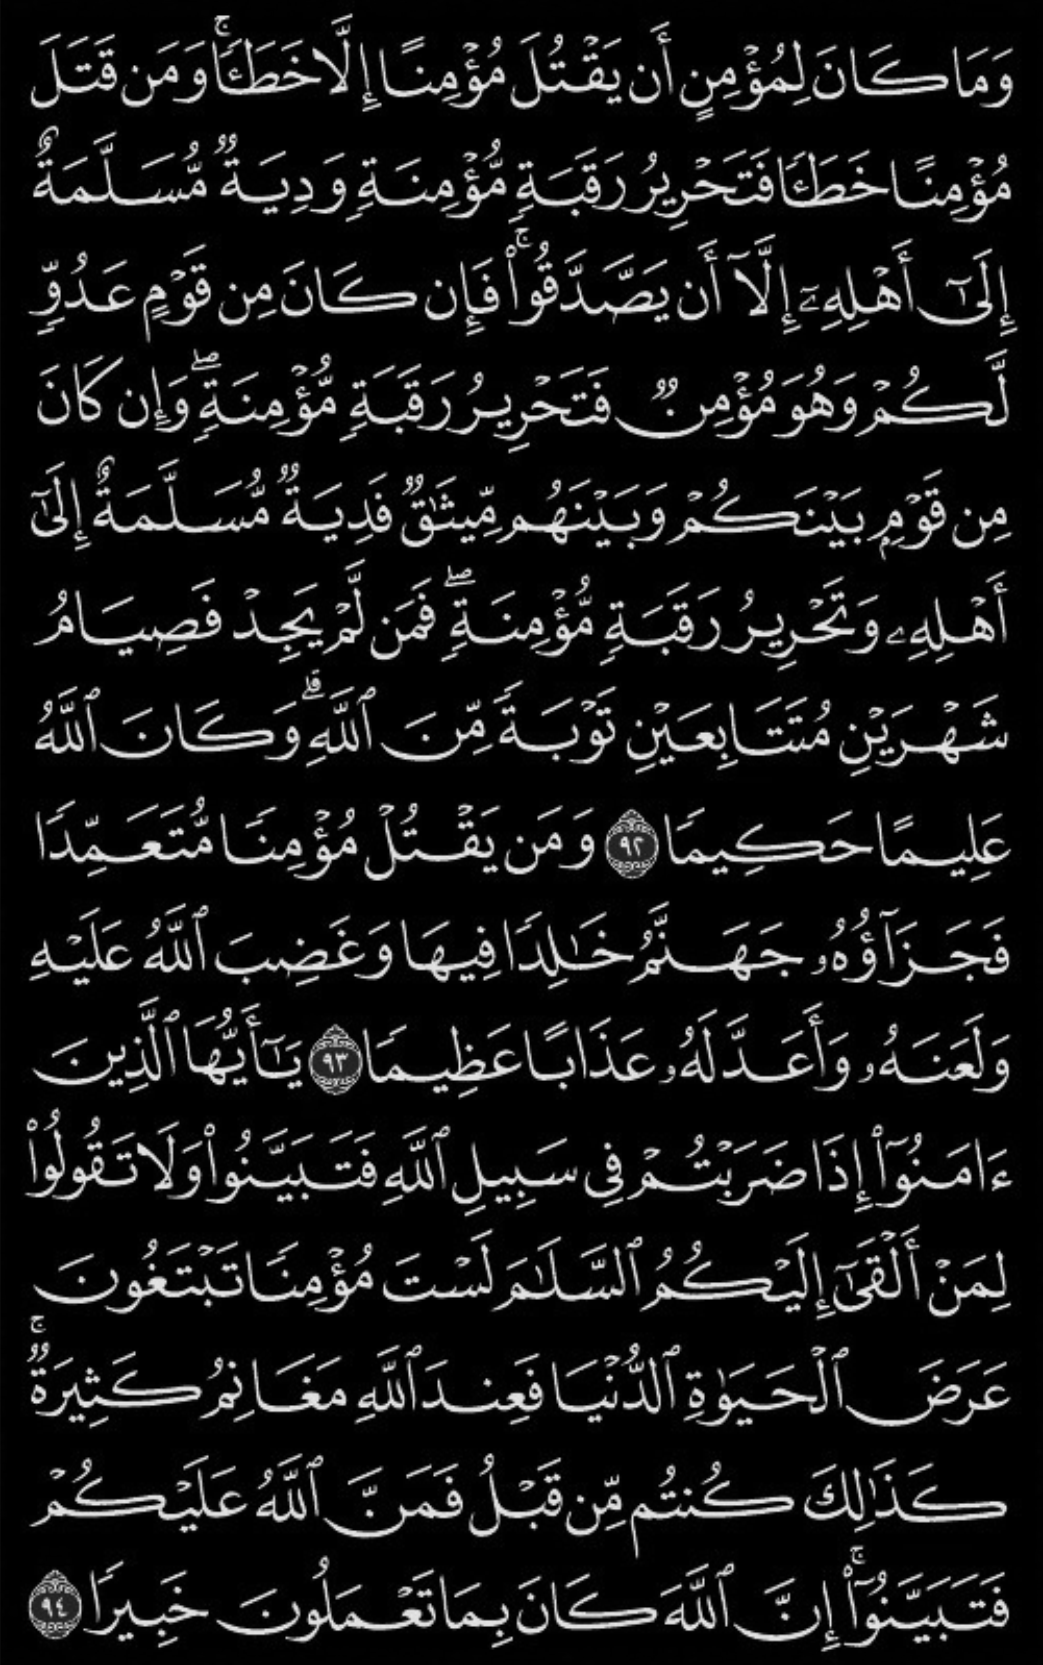 وَمَا كَانَ لِمُؤْمِنٍ أَن يَقْتُلَ مُؤْمِنًا إِلَّا خَطَـًٔا ۚ وَمَن قَتَلَ
مُؤْمِنًا خَطَـًٔا فَتَحْرِيرُ رَقَبَةٍ مُّؤْمِنَةٍ وَدِيَةٌ مُّسَلَّمَةٌ
إِلَىٰٓ أَهْلِهِۦٓ إِلَّآ أَن يَصَّدَّقُوا۟ ۚ فَإِن كَانَ مِن قَوْمٍ عَدُوٍّ
لَّكُمْ وَهُوَ مُؤْمِنٌ فَتَحْرِيرُ رَقَبَةٍ مُّؤْمِنَةٍ ۖ وَإِن كَانَ
مِن قَوْمٍۭ بَيْنَكُمْ وَبَيْنَهُم مِّيثَـٰقٌ فَدِيَةٌ مُّسَلَّمَةٌ إِلَىٰٓ
أَهْلِهِۦ وَتَحْرِيرُ رَقَبَةٍ مُّؤْمِنَةٍ ۖ فَمَن لَّمْ يَجِدْ فَصِيَامُ
شَهْرَيْنِ مُتَتَابِعَيْنِ تَوْبَةً مِّنَ ٱللَّهِ ۗ وَكَانَ ٱللَّهُ
عَلِيمًا حَكِيمًا ٩٢ وَمَن يَقْتُلْ مُؤْمِنًا مُّتَعَمِّدًا
فَجَزَآؤُهُۥ جَهَنَّمُ خَـٰلِدًا فِيهَا وَغَضِبَ ٱللَّهُ عَلَيْهِ
وَلَعَنَهُۥ وَأَعَدَّ لَهُۥ عَذَابًا عَظِيمًا ٩٣ يَـٰٓأَيُّهَا ٱلَّذِينَ
ءَامَنُوٓا۟ إِذَا ضَرَبْتُمْ فِى سَبِيلِ ٱللَّهِ فَتَبَيَّنُوا۟ وَلَا تَقُولُوا۟
لِمَنْ أَلْقَىٰٓ إِلَيْكُمُ ٱلسَّلَـٰمَ لَسْتَ مُؤْمِنًا تَبْتَغُونَ
عَرَضَ ٱلْحَيَوٰةِ ٱلدُّنْيَا فَعِندَ ٱللَّهِ مَغَانِمُ كَثِيرَةٌ ۚ
كَذَٰلِكَ كُنتُم مِّن قَبْلُ فَمَنَّ ٱللَّهُ عَلَيْكُمْ
فَتَبَيَّنُوٓا۟ ۚ إِنَّ ٱللَّهَ كَانَ بِمَا تَعْمَلُونَ خَبِيرًا ٩٤